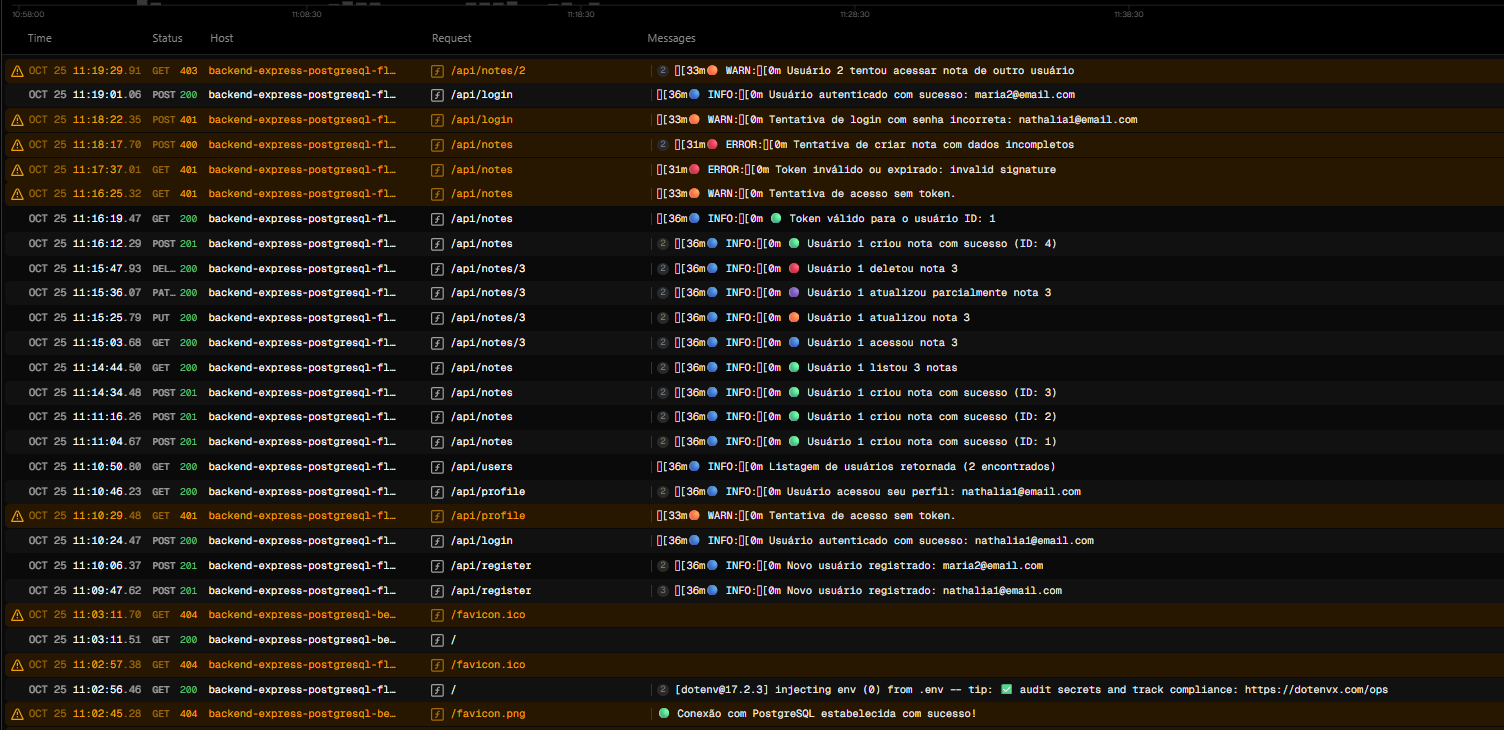 10:58:00 11:08:30 11:18:30 11:28:30 11:38:30
Time Status Host Request Messages
OCT 25 11:19:29.91 GET 403 backend-express-postgresql-fl… /api/notes/2 2 [33m🟠 WARN:[0m Usuário 2 tentou acessar nota de outro usuário
OCT 25 11:19:01.06 POST 200 backend-express-postgresql-fl… /api/login [36m🔵 INFO:[0m Usuário autenticado com sucesso: maria2@email.com
OCT 25 11:18:22.35 POST 401 backend-express-postgresql-fl… /api/login [33m🟠 WARN:[0m Tentativa de login com senha incorreta: nathalia1@email.com
OCT 25 11:18:17.70 POST 400 backend-express-postgresql-fl… /api/notes 2 [31m🔴 ERROR:[0m Tentativa de criar nota com dados incompletos
OCT 25 11:17:37.01 GET 401 backend-express-postgresql-fl… /api/notes [31m🔴 ERROR:[0m Token inválido ou expirado: invalid signature
OCT 25 11:16:25.32 GET 401 backend-express-postgresql-fl… /api/notes [33m🟠 WARN:[0m Tentativa de acesso sem token.
OCT 25 11:16:19.47 GET 200 backend-express-postgresql-fl… /api/notes [36m🔵 INFO:[0m 🟢 Token válido para o usuário ID: 1
OCT 25 11:16:12.29 POST 201 backend-express-postgresql-fl… /api/notes 2 [36m🔵 INFO:[0m 🟢 Usuário 1 criou nota com sucesso (ID: 4)
OCT 25 11:15:47.93 DEL… 200 backend-express-postgresql-fl… /api/notes/3 2 [36m🔵 INFO:[0m 🔴 Usuário 1 deletou nota 3
OCT 25 11:15:36.07 PAT… 200 backend-express-postgresql-fl… /api/notes/3 2 [36m🔵 INFO:[0m 🟣 Usuário 1 atualizou parcialmente nota 3
OCT 25 11:15:25.79 PUT 200 backend-express-postgresql-fl… /api/notes/3 2 [36m🔵 INFO:[0m 🟠 Usuário 1 atualizou nota 3
OCT 25 11:15:03.68 GET 200 backend-express-postgresql-fl… /api/notes/3 2 [36m🔵 INFO:[0m 🔵 Usuário 1 acessou nota 3
OCT 25 11:14:44.50 GET 200 backend-express-postgresql-fl… /api/notes 2 [36m🔵 INFO:[0m 🟢 Usuário 1 listou 3 notas
OCT 25 11:14:34.48 POST 201 backend-express-postgresql-fl… /api/notes 2 [36m🔵 INFO:[0m 🟢 Usuário 1 criou nota com sucesso (ID: 3)
OCT 25 11:11:16.26 POST 201 backend-express-postgresql-fl… /api/notes 2 [36m🔵 INFO:[0m 🟢 Usuário 1 criou nota com sucesso (ID: 2)
OCT 25 11:11:04.67 POST 201 backend-express-postgresql-fl… /api/notes 2 [36m🔵 INFO:[0m 🟢 Usuário 1 criou nota com sucesso (ID: 1)
OCT 25 11:10:50.80 GET 200 backend-express-postgresql-fl… /api/users [36m🔵 INFO:[0m Listagem de usuários retornada (2 encontrados)
OCT 25 11:10:46.23 GET 200 backend-express-postgresql-fl… /api/profile 2 [36m🔵 INFO:[0m Usuário acessou seu perfil: nathalia1@email.com
OCT 25 11:10:29.48 GET 401 backend-express-postgresql-fl… /api/profile [33m🟠 WARN:[0m Tentativa de acesso sem token.
OCT 25 11:10:24.47 POST 200 backend-express-postgresql-fl… /api/login [36m🔵 INFO:[0m Usuário autenticado com sucesso: nathalia1@email.com
OCT 25 11:10:06.37 POST 201 backend-express-postgresql-fl… /api/register 2 [36m🔵 INFO:[0m Novo usuário registrado: maria2@email.com
OCT 25 11:09:47.62 POST 201 backend-express-postgresql-fl… /api/register 3 [36m🔵 INFO:[0m Novo usuário registrado: nathalia1@email.com
OCT 25 11:03:11.70 GET 404 backend-express-postgresql-be… /favicon.ico
OCT 25 11:03:11.51 GET 200 backend-express-postgresql-be… /
OCT 25 11:02:57.38 GET 404 backend-express-postgresql-fl… /favicon.ico
OCT 25 11:02:56.46 GET 200 backend-express-postgresql-fl… / 2 [dotenv@17.2.3] injecting env (0) from .env -- tip: ✅ audit secrets and track compliance: https://dotenvx.com/ops
OCT 25 11:02:45.28 GET 404 backend-express-postgresql-be… /favicon.png 🟢 Conexão com PostgreSQL estabelecida com sucesso!